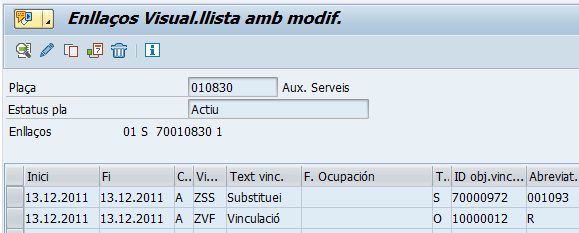 Enllaços Visual.llista amb modif.
Plaça 010830 Aux. Serveis
Estatus pla Actiu
Enllaços 01 S 70010830 1
Inici Fi C.. Vi... Text vinc. F. Ocupación T.. ID obj.vinc... Abreviat.
13.12.2011 13.12.2011 A ZSS Substituei S 70000972 001093
13.12.2011 13.12.2011 A ZVF Vinculació O 10000012 R